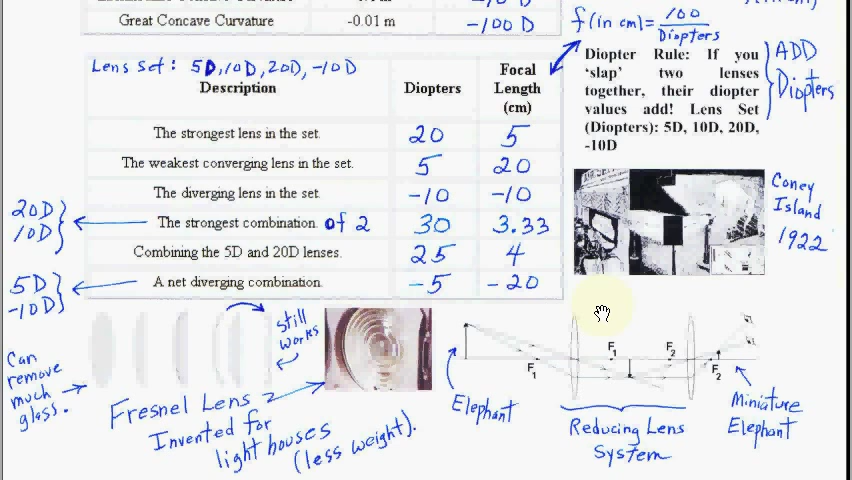 Great Concave Curvature -0.01 m -100 D
f (in cm) = 100 / Diopters
Lens Set: 5D, 10D, 20D, -10D
Description Diopters Focal Length (cm)
The strongest lens in the set. 20 5
The weakest converging lens in the set. 5 20
The diverging lens in the set. -10 -10
The strongest combination. of 2 30 3.33
Combining the 5D and 20D lenses. 25 4
A net diverging combination. -5 -20
20D
10D
5D
-10D
Diopter Rule: If you
‘slap’ two lenses
together, their diopter
values add! Lens Set
(Diopters): 5D, 10D, 20D,
-10D
ADD
Diopters
Coney
Island
1922
Can
remove
much
glass.
still
works
Fresnel Lens
Invented for
light houses
(less weight).
F1
F1
F2
F2
Elephant
Reducing Lens
System
Miniature
Elephant